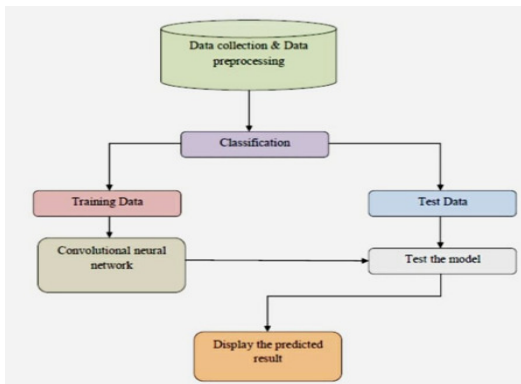 Data collection & Data
preprocessing
Classification
Training Data
Test Data
Convolutional neural
network
Test the model
Display the predicted
result